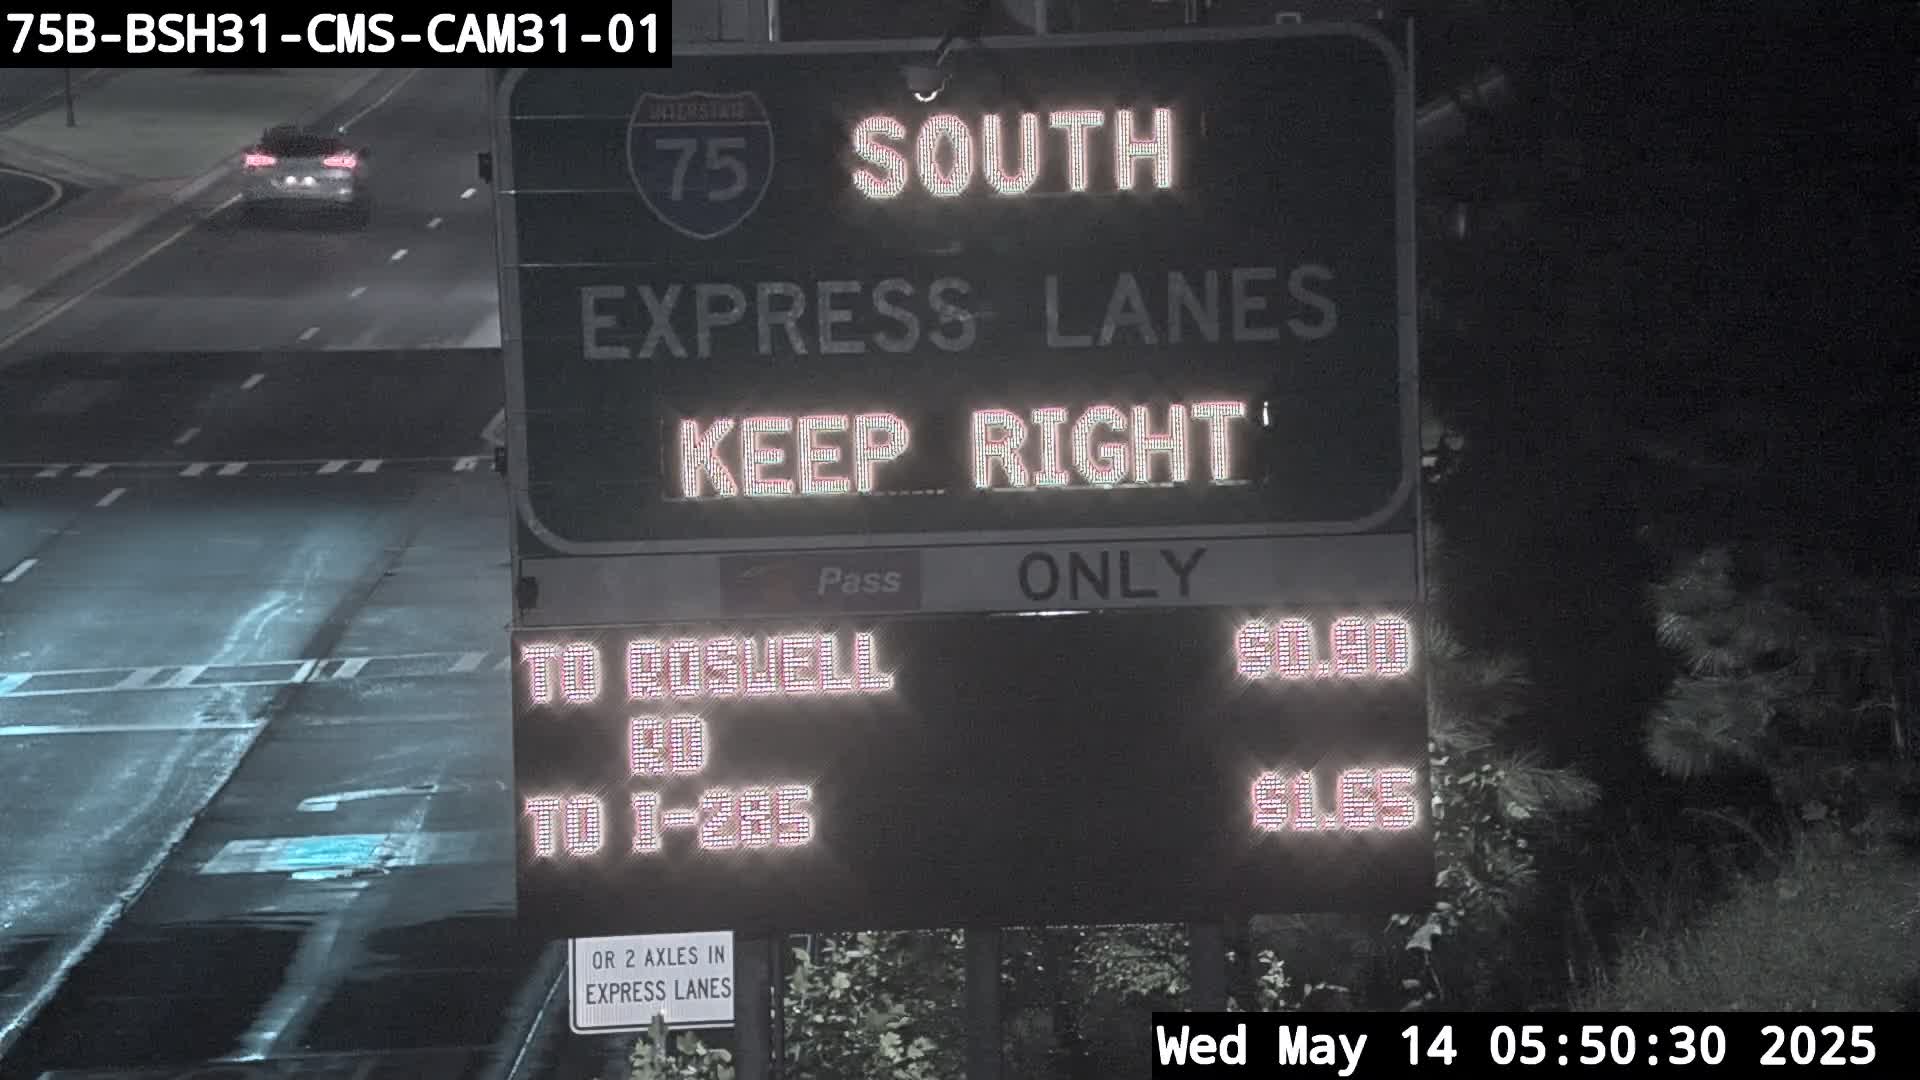 75B-BSH31-CMS-CAM31-01
INTERSTATE
75
SOUTH
EXPRESS LANES
KEEP RIGHT
Pass ONLY
TO ROSWELL $0.90
RD
TO I-285 $1.65
OR 2 AXLES IN
EXPRESS LANES
Wed May 14 05:50:30 2025